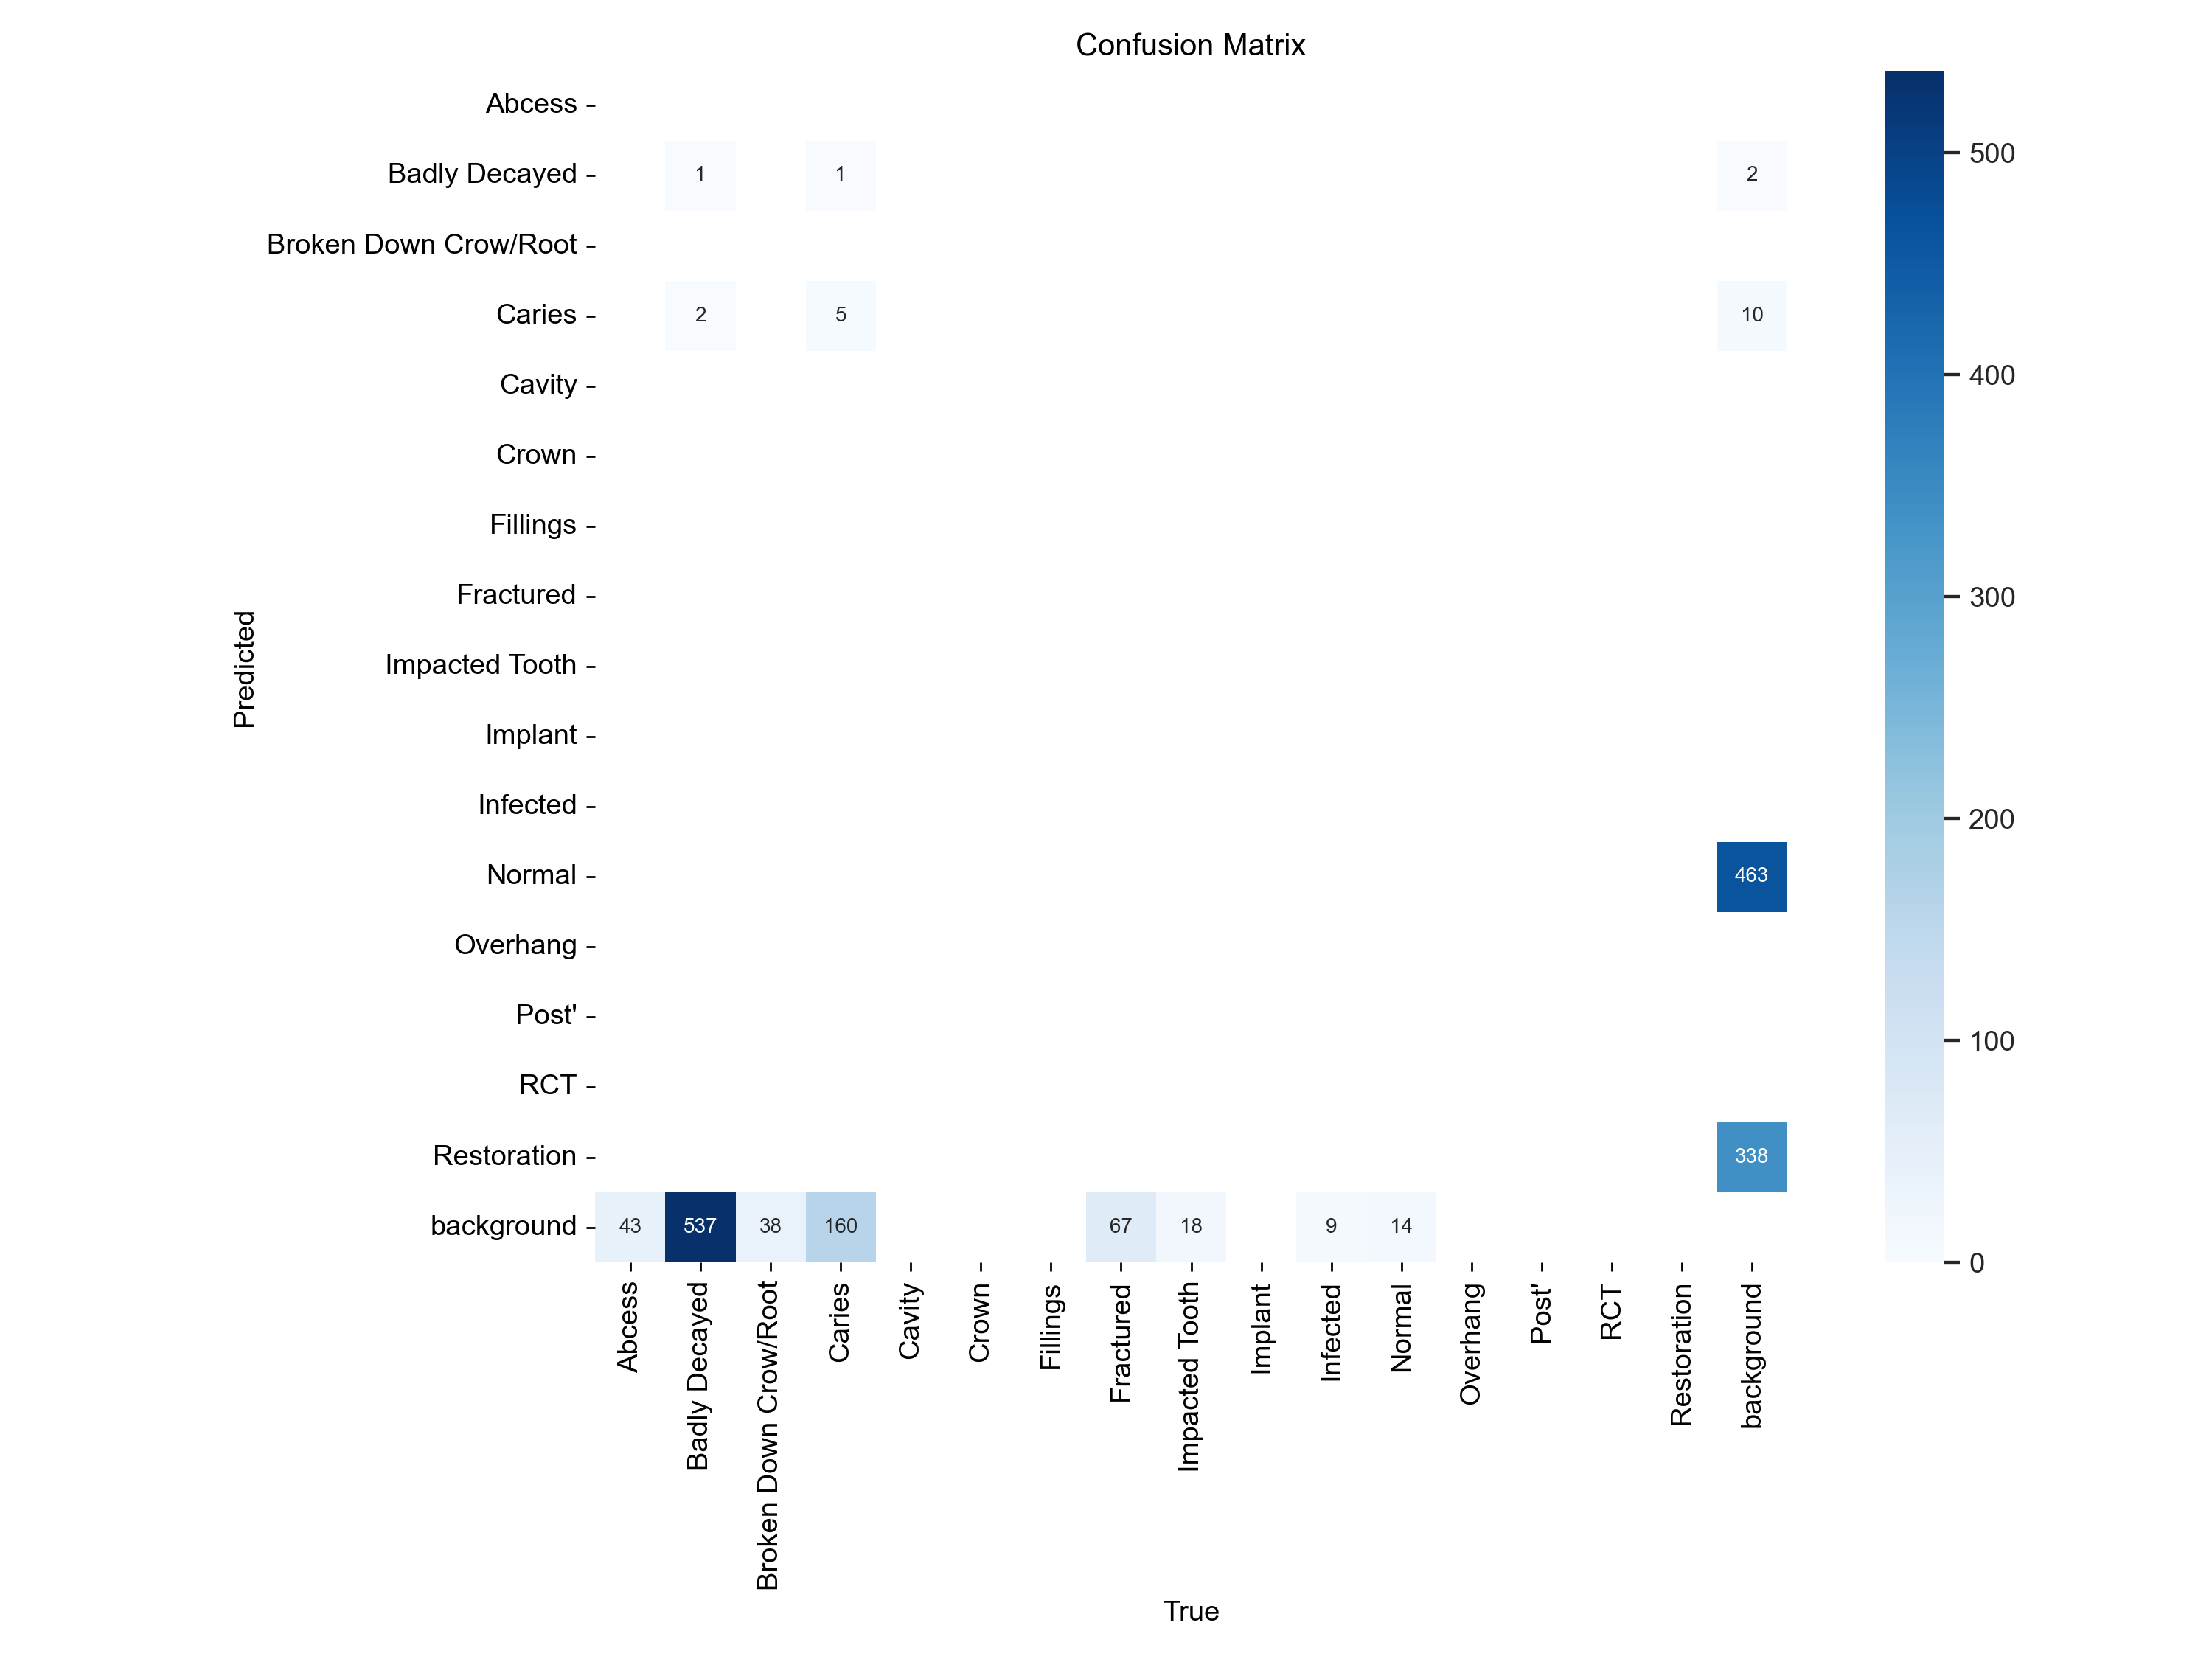 Confusion Matrix
Predicted
Abcess
Badly Decayed 1 1 2
Broken Down Crow/Root
Caries 2 5 10
Cavity
Crown
Fillings
Fractured
Impacted Tooth
Implant
Infected
Normal 463
Overhang
Post'
RCT
Restoration 338
background 43 537 38 160 67 18 9 14
Abcess
Badly Decayed
Broken Down Crow/Root
Caries
Cavity
Crown
Fillings
Fractured
Impacted Tooth
Implant
Infected
Normal
Overhang
Post'
RCT
Restoration
background
True
500
400
300
200
100
0